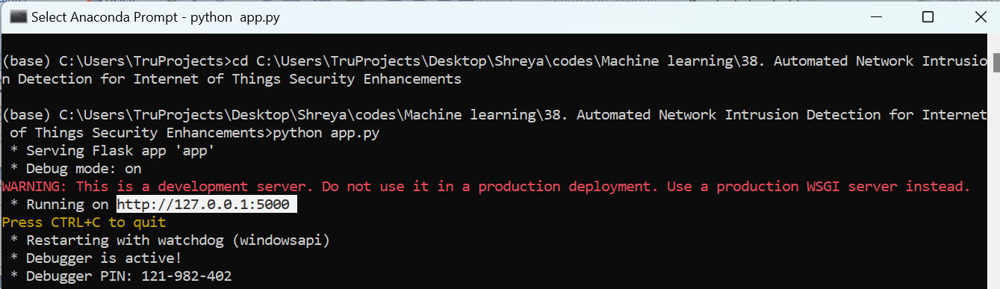 Select Anaconda Prompt - python  app.py
(base) C:\Users\TruProjects>cd C:\Users\TruProjects\Desktop\Shreya\codes\Machine learning\38. Automated Network Intrusio
n Detection for Internet of Things Security Enhancements
(base) C:\Users\TruProjects\Desktop\Shreya\codes\Machine learning\38. Automated Network Intrusion Detection for Internet
 of Things Security Enhancements>python app.py
 * Serving Flask app 'app'
 * Debug mode: on
WARNING: This is a development server. Do not use it in a production deployment. Use a production WSGI server instead.
 * Running on http://127.0.0.1:5000
Press CTRL+C to quit
 * Restarting with watchdog (windowsapi)
 * Debugger is active!
 * Debugger PIN: 121-982-402